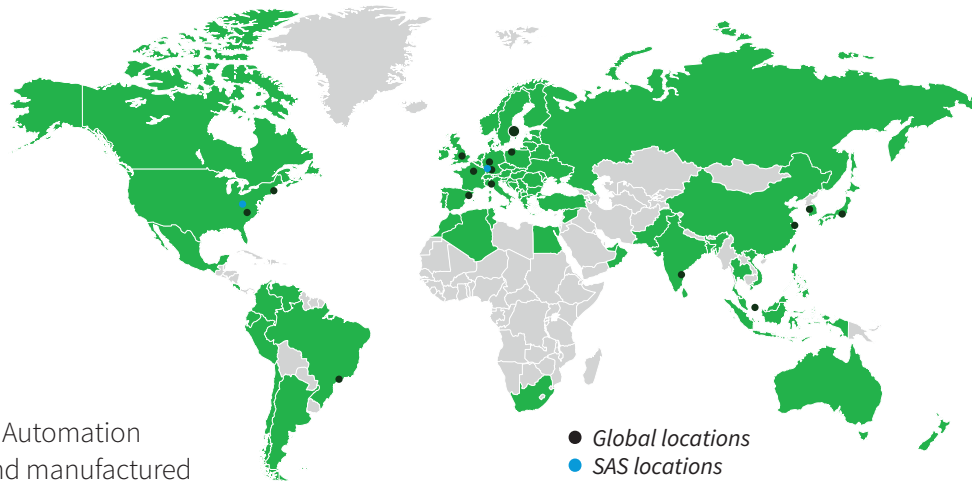 Automation
nd manufactured
Global locations
SAS locations